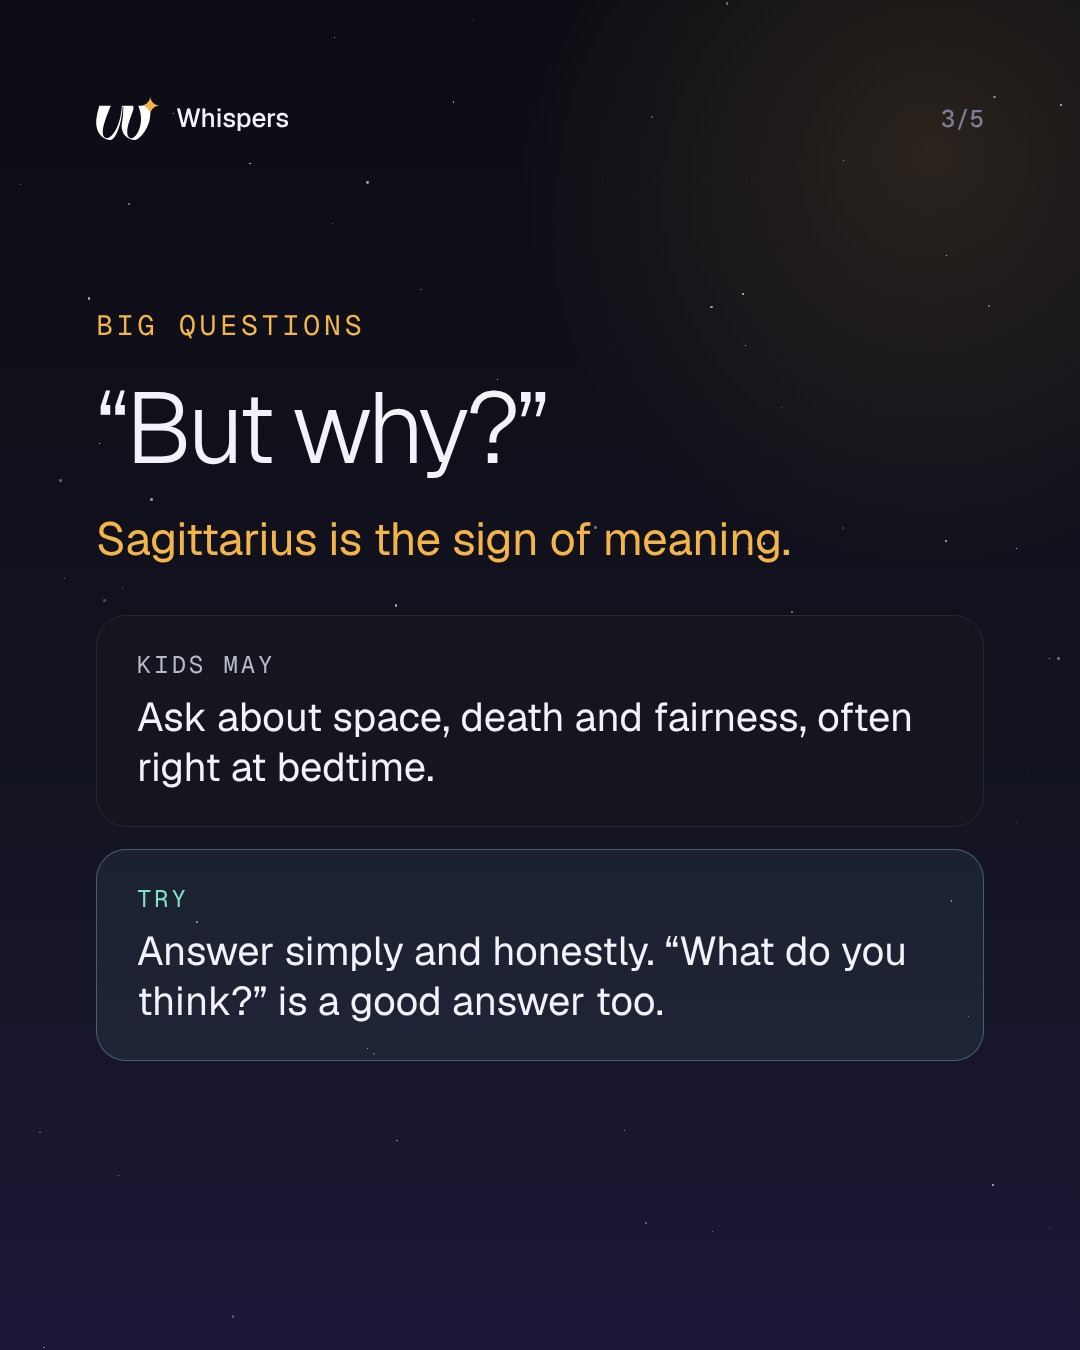 Whispers
3/5
BIG QUESTIONS
“But why?”
Sagittarius is the sign of meaning.
KIDS MAY
Ask about space, death and fairness, often
right at bedtime.
TRY
Answer simply and honestly. “What do you
think?” is a good answer too.